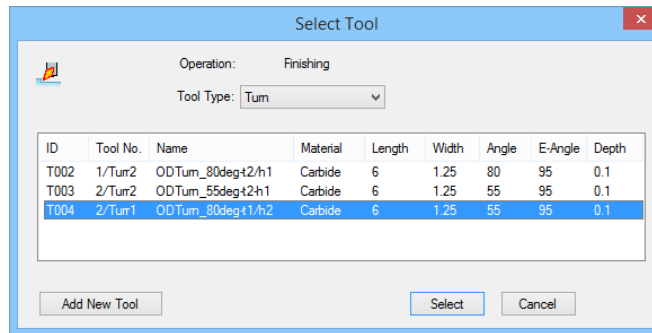 Select Tool
Operation: Finishing
Tool Type: Turn
ID Tool No. Name Material Length Width Angle E-Angle Depth
T002 1/Turr2 ODTurn_80deg-t2/h1 Carbide 6 1.25 80 95 0.1
T003 2/Turr2 ODTurn_55deg-t2-h1 Carbide 6 1.25 55 95 0.1
T004 2/Turr1 ODTurn_80deg-t1/h2 Carbide 6 1.25 55 95 0.1
Add New Tool Select Cancel